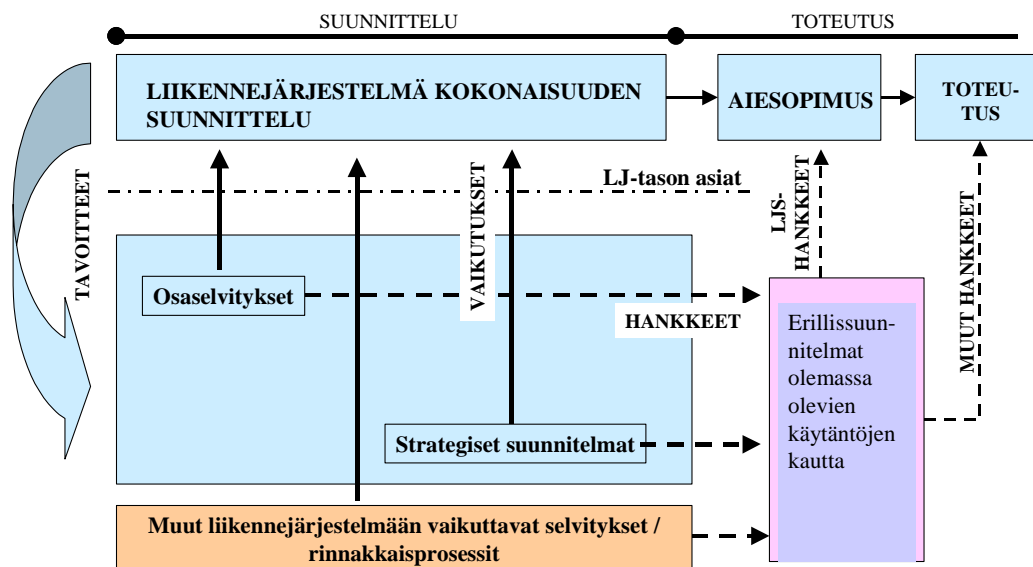 SUUNNITTELU
TOTEUTUS
LIIKENNEJÄRJESTELMÄ KOKONAISUUDEN
SUUNNITTELU
AIESOPIMUS
TOTEU-
TUS
TAVOITTEET
VAIKUTUKSET
LJ-tason asiat
LJS-
HANKKEET
MUUT HANKKEET
Osaselvitykset
HANKKEET
Erillissuun-
nitelmat
olemassa
olevien
käytäntöjen
kautta
Strategiset suunnitelmat
Muut liikennejärjestelmään vaikuttavat selvitykset /
rinnakkaisprosessit